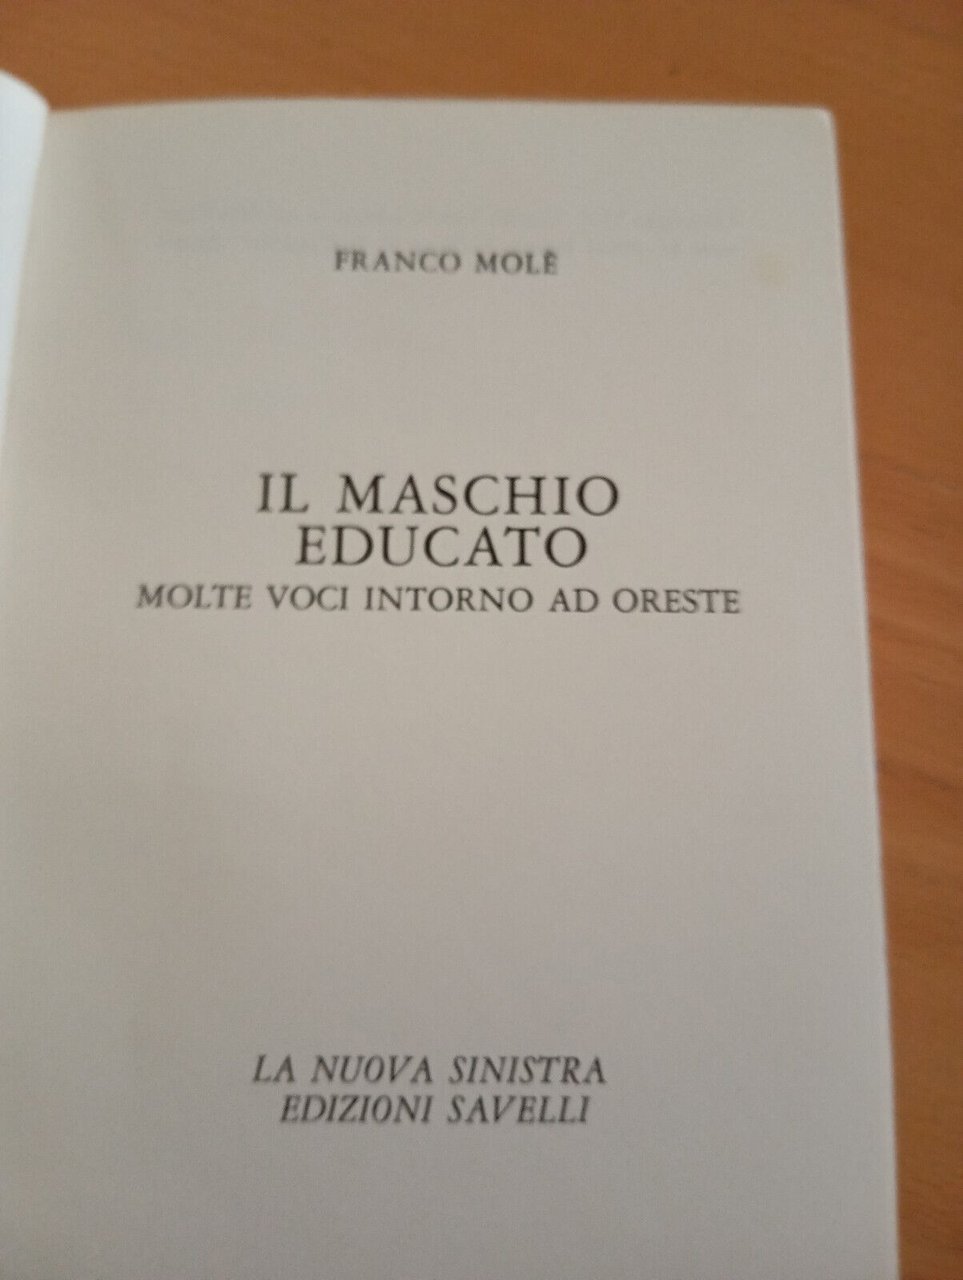 FRANCO MOLÈ
IL MASCHIO
EDUCATO
MOLTE VOCI INTORNO AD ORESTE
LA NUOVA SINISTRA
EDIZIONI SAVELLI